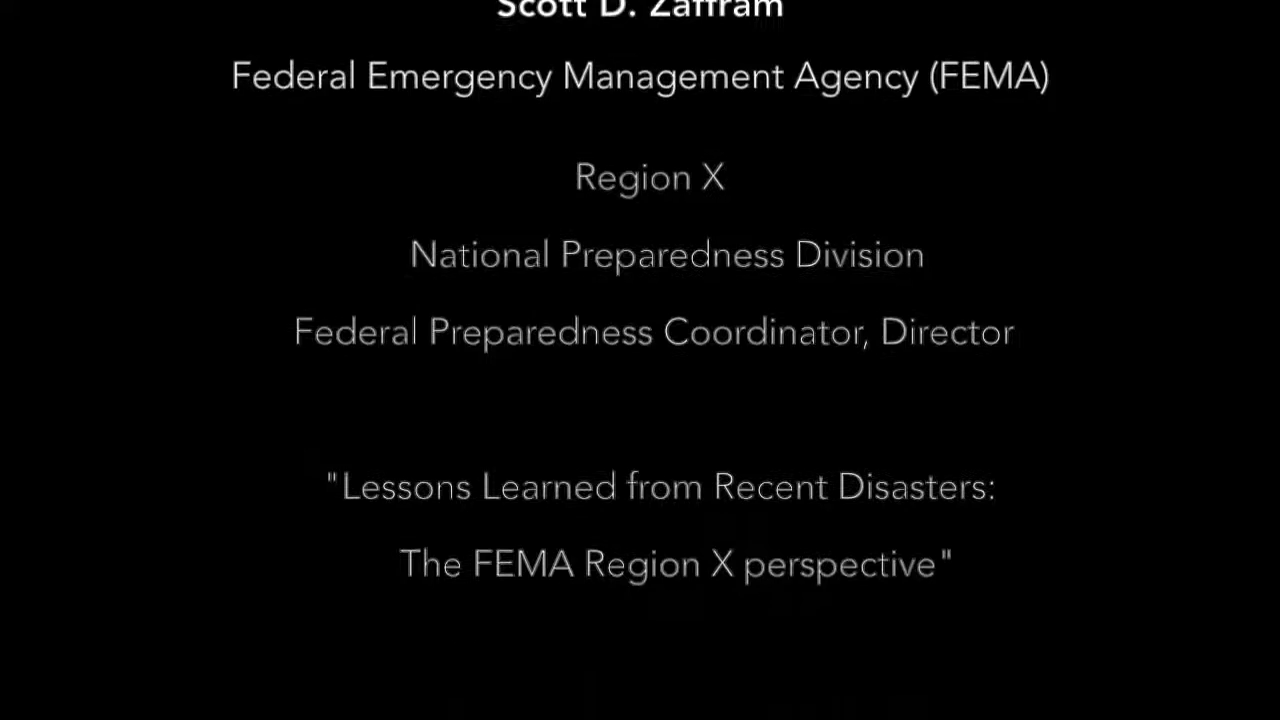 Scott D. Zaffram
Federal Emergency Management Agency (FEMA)
Region X
National Preparedness Division
Federal Preparedness Coordinator, Director
"Lessons Learned from Recent Disasters:
The FEMA Region X perspective"